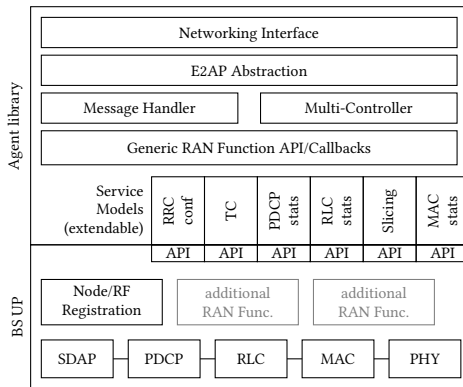 Networking Interface
E2AP Abstraction
Message Handler
Multi-Controller
Generic RAN Function API/Callbacks
Agent library
Service
Models
(extendable)
RRC
conf
TC
PDCP
stats
RLC
stats
Slicing
MAC
stats
API API API API API API
BS UP
Node/RF
Registration
additional
RAN Func.
additional
RAN Func.
SDAP PDCP RLC MAC PHY